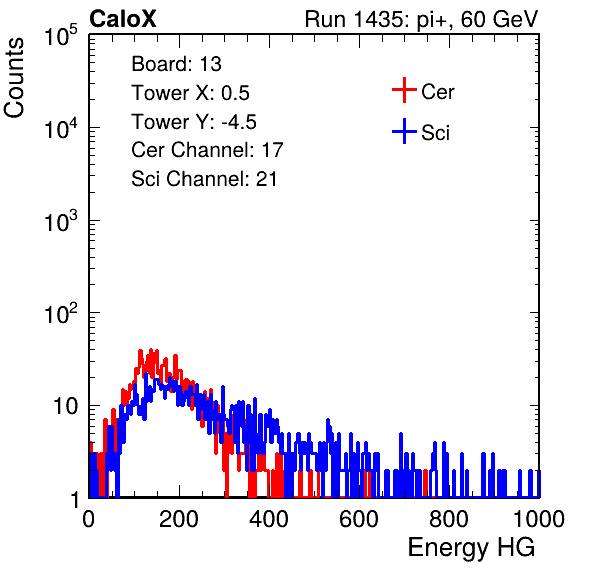 CaloX Run 1435: pi+, 60 GeV
Counts
10^5
10^4
10^3
10^2
10
1
Board: 13
Tower X: 0.5
Tower Y: -4.5
Cer Channel: 17
Sci Channel: 21
Cer
Sci
0 200 400 600 800 1000
Energy HG